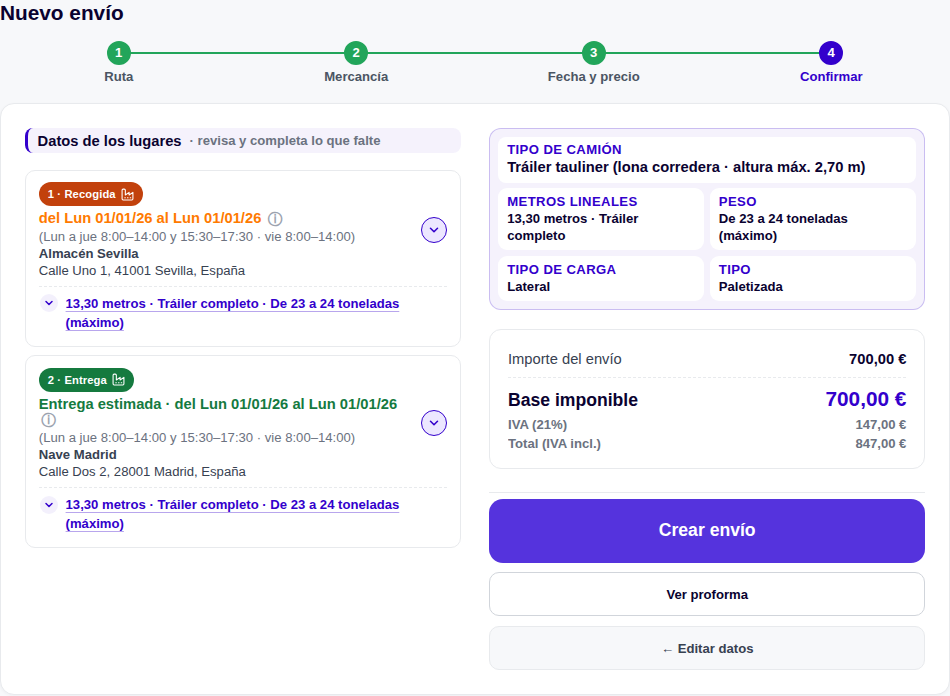 Nuevo envío
1
2
3
4
Ruta
Mercancía
Fecha y precio
Confirmar
Datos de los lugares · revisa y completa lo que falte
1 · Recogida
del Lun 01/01/26 al Lun 01/01/26 ⓘ
(Lun a jue 8:00–14:00 y 15:30–17:30 · vie 8:00–14:00)
Almacén Sevilla
Calle Uno 1, 41001 Sevilla, España
13,30 metros · Tráiler completo · De 23 a 24 toneladas
(máximo)
2 · Entrega
Entrega estimada · del Lun 01/01/26 al Lun 01/01/26
ⓘ
(Lun a jue 8:00–14:00 y 15:30–17:30 · vie 8:00–14:00)
Nave Madrid
Calle Dos 2, 28001 Madrid, España
13,30 metros · Tráiler completo · De 23 a 24 toneladas
(máximo)
TIPO DE CAMIÓN
Tráiler tauliner (lona corredera · altura máx. 2,70 m)
METROS LINEALES
13,30 metros · Tráiler
completo
PESO
De 23 a 24 toneladas
(máximo)
TIPO DE CARGA
Lateral
TIPO
Paletizada
Importe del envío 700,00 €
Base imponible 700,00 €
IVA (21%) 147,00 €
Total (IVA incl.) 847,00 €
Crear envío
Ver proforma
← Editar datos